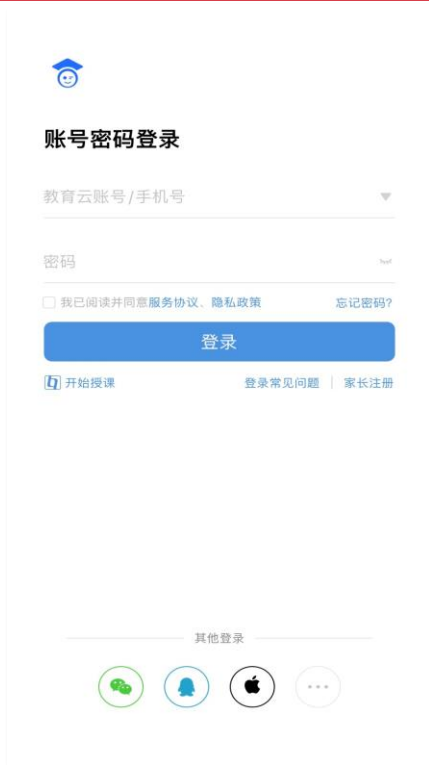 账号密码登录
教育云账号/手机号
密码
我已阅读并同意服务协议、隐私政策 忘记密码?
登录
开始授课 登录常见问题 家长注册
其他登录